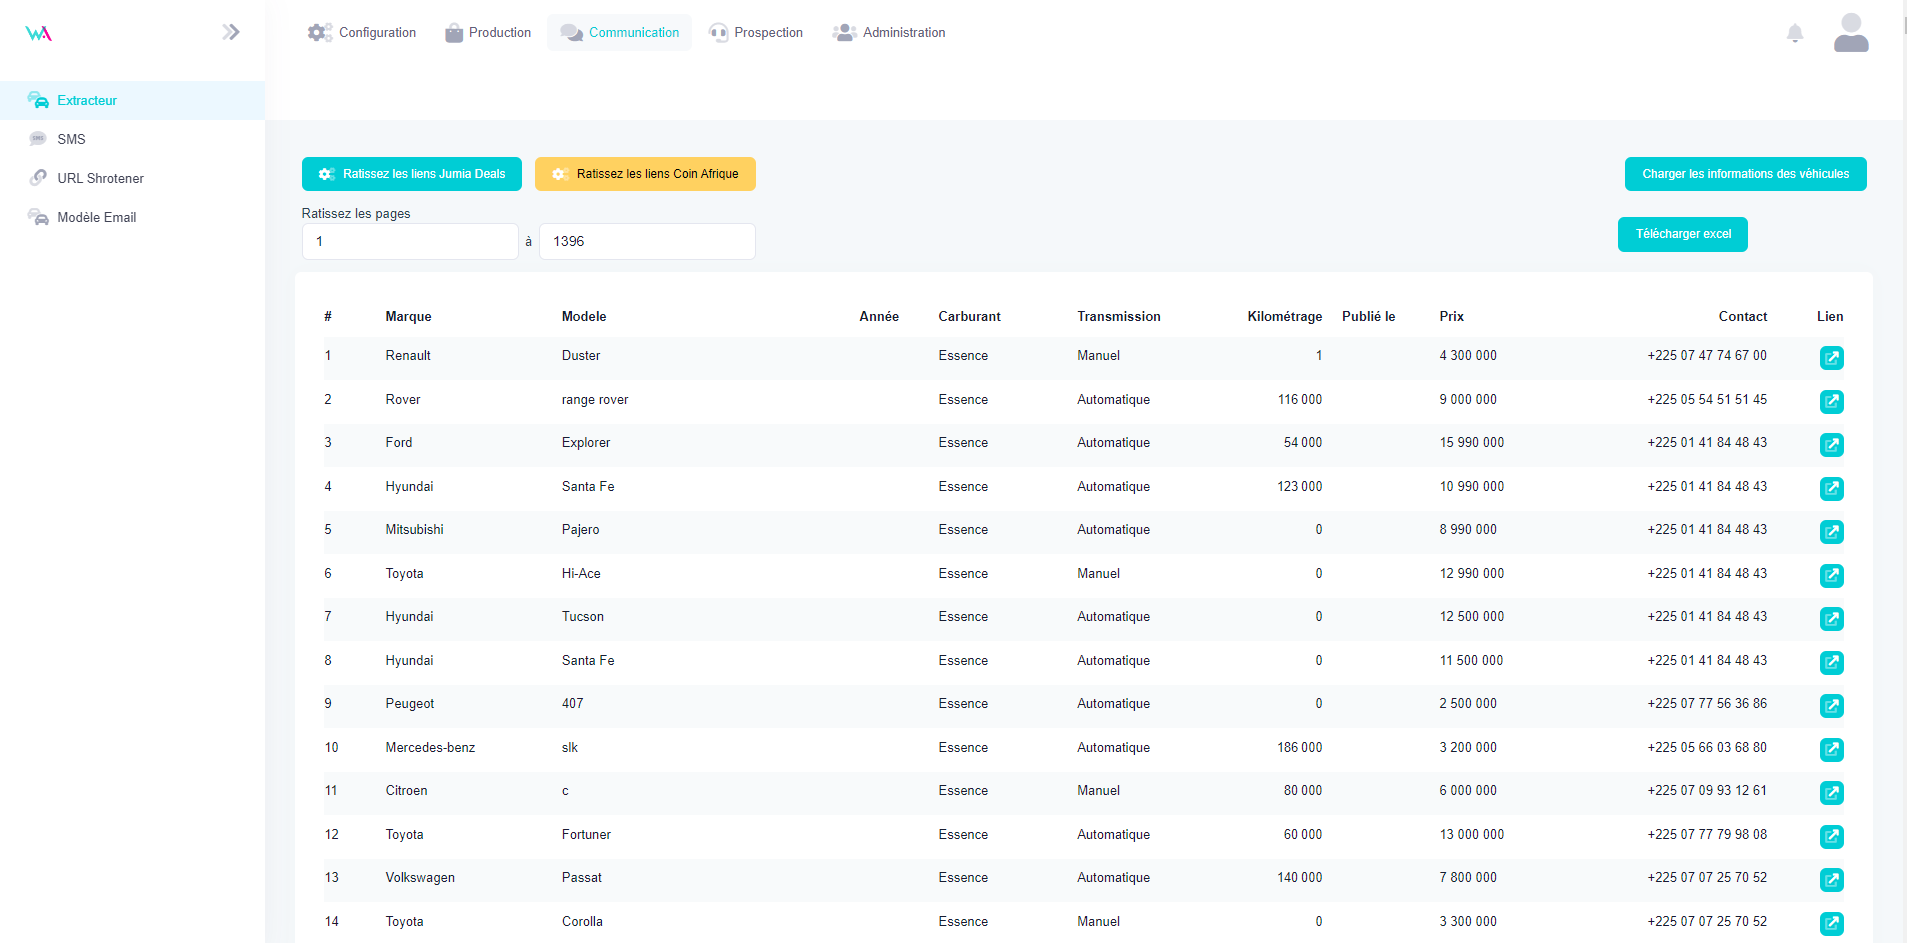 WA
Configuration Production Communication Prospection Administration
Extracteur
SMS
URL Shrotener
Modèle Email
Ratissez les liens Jumia Deals Ratissez les liens Coin Afrique Charger les informations des véhicules
Ratissez les pages
1 à 1396 Télécharger excel
# Marque Modele Année Carburant Transmission Kilométrage Publié le Prix Contact Lien
1 Renault Duster Essence Manuel 1 4 300 000 +225 07 47 74 67 00
2 Rover range rover Essence Automatique 116 000 9 000 000 +225 05 54 51 51 45
3 Ford Explorer Essence Automatique 54 000 15 990 000 +225 01 41 84 48 43
4 Hyundai Santa Fe Essence Automatique 123 000 10 990 000 +225 01 41 84 48 43
5 Mitsubishi Pajero Essence Automatique 0 8 990 000 +225 01 41 84 48 43
6 Toyota Hi-Ace Essence Manuel 0 12 990 000 +225 01 41 84 48 43
7 Hyundai Tucson Essence Automatique 0 12 500 000 +225 01 41 84 48 43
8 Hyundai Santa Fe Essence Automatique 0 11 500 000 +225 01 41 84 48 43
9 Peugeot 407 Essence Automatique 0 2 500 000 +225 07 77 56 36 86
10 Mercedes-benz slk Essence Automatique 186 000 3 200 000 +225 05 66 03 68 80
11 Citroen c Essence Manuel 80 000 6 000 000 +225 07 09 93 12 61
12 Toyota Fortuner Essence Automatique 60 000 13 000 000 +225 07 77 79 98 08
13 Volkswagen Passat Essence Automatique 140 000 7 800 000 +225 07 07 25 70 52
14 Toyota Corolla Essence Manuel 0 3 300 000 +225 07 07 25 70 52